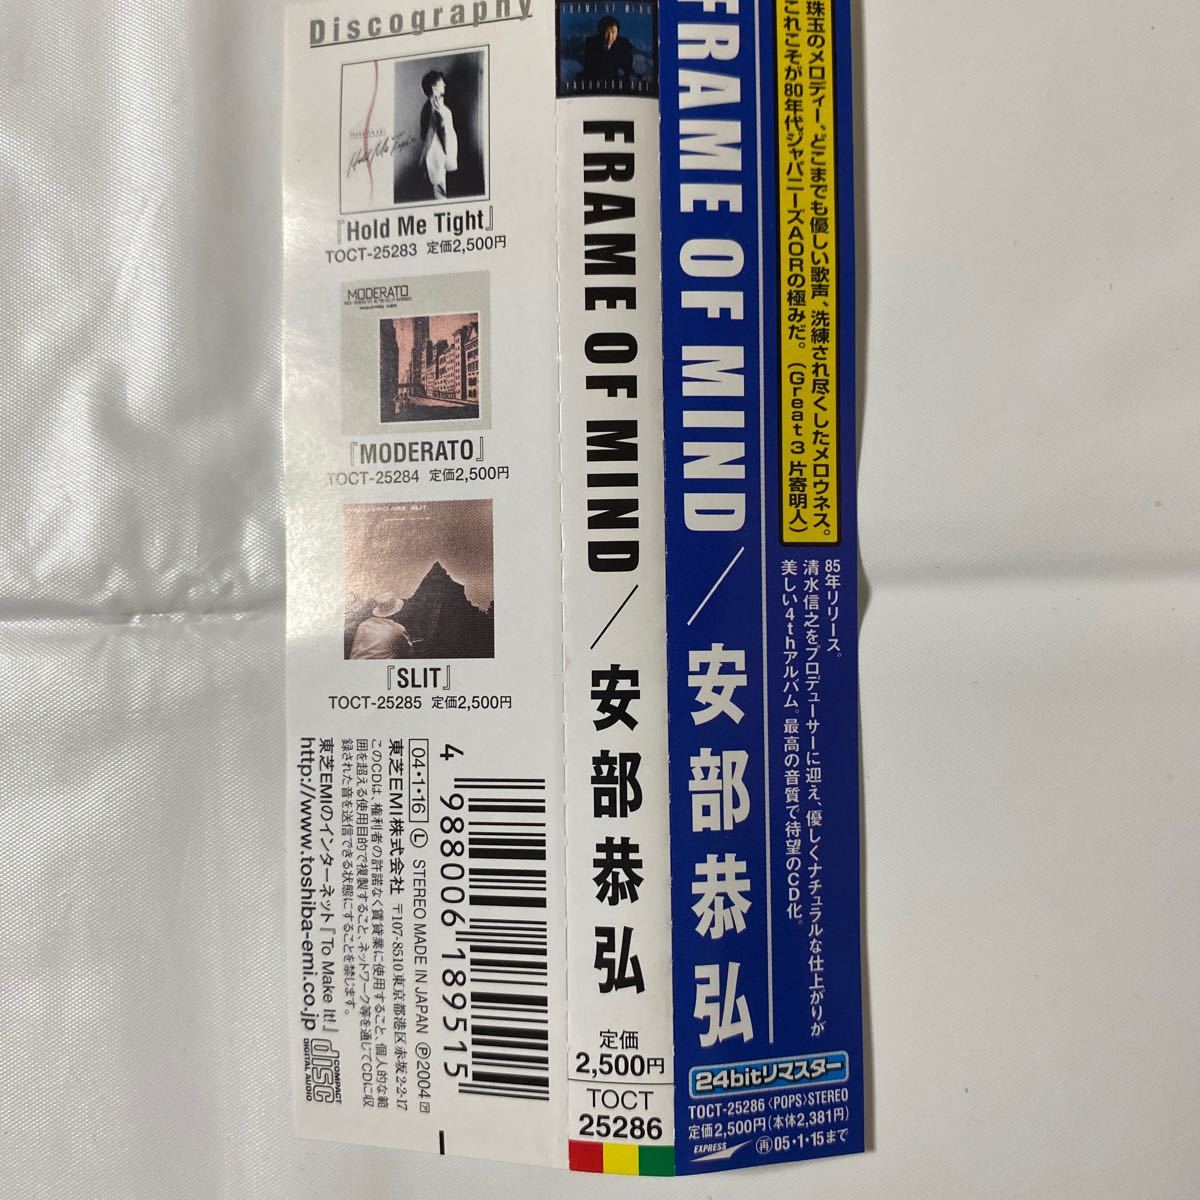 Discography
Hold Me Tight
『Hold Me Tight』
TOCT-25283 定価2,500円
MODERATO
『MODERATO』
TOCT-25284 定価2,500円
『SLIT』
TOCT-25285 定価2,500円
4 988006 189515
04・1・16 Ⓛ STEREO MADE IN JAPAN Ⓟ2004
東芝EMI株式会社 〒107-8510 東京都港区赤坂2-2-17
このCDは、権利者の許諾なく賃貸業に使用すること、個人的な範
囲を超える使用目的で複製すること、ネットワーク等を通じてCDに収
録された音を送信できる状態にすることを禁じます。
東芝EMIのインターネット『To Make It!』
http://www.toshiba-emi.co.jp
COMPACT
disc
DIGITAL AUDIO
FRAME OF MIND
YASUHIRO ABE
FRAME OF MIND/安部恭弘
定価
2,500円
TOCT
25286
FRAME OF MIND/安部恭弘
珠玉のメロディー、どこまでも優しい歌声、洗練され尽くしたメロウネス。
これこそが80年代ジャパニーズAORの極みだ。(Great3 片寄明人)
85年リリース。
清水信之をプロデューサーに迎え、優しくナチュラルな仕上がりが
美しい4thアルバム。最高の音質で待望のCD化。
24bitリマスター
TOCT-25286〈POPS〉STEREO
定価2,500円(本体2,381円)
EXPRESS
再 05・1・15まで